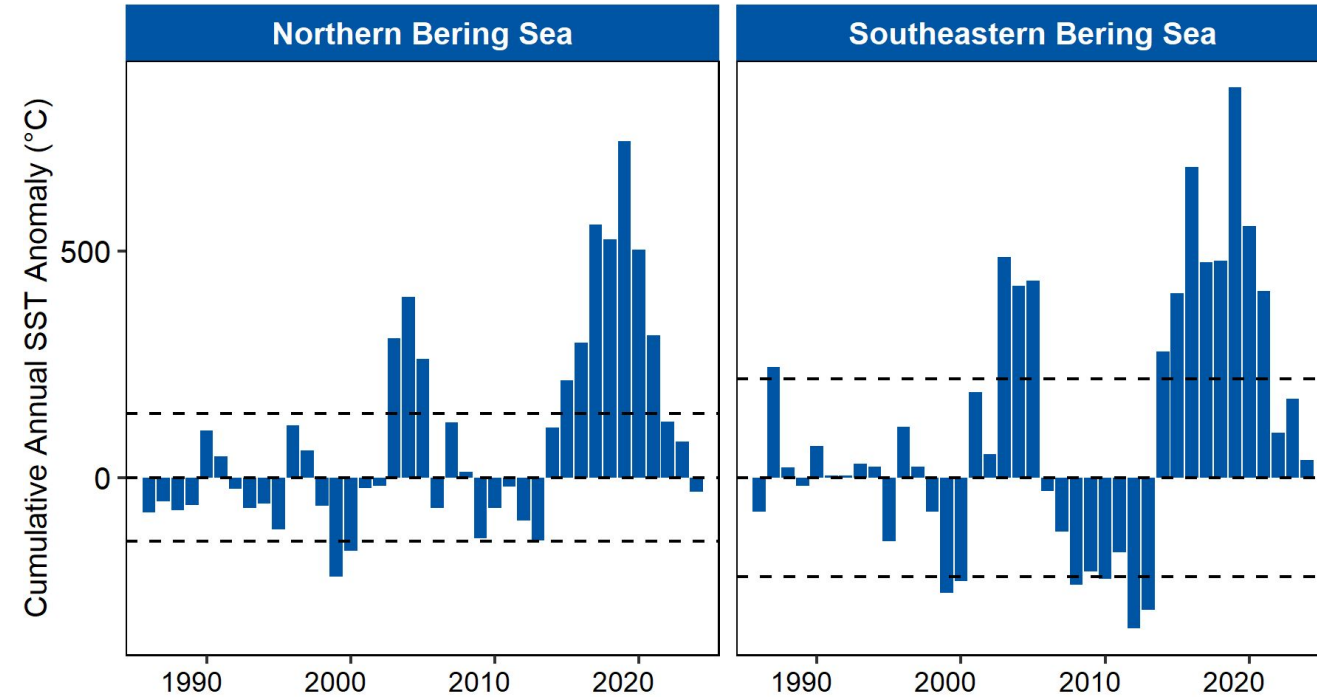 Northern Bering Sea
Southeastern Bering Sea
Cumulative Annual SST Anomaly (°C)
500
0
1990 2000 2010 2020
1990 2000 2010 2020